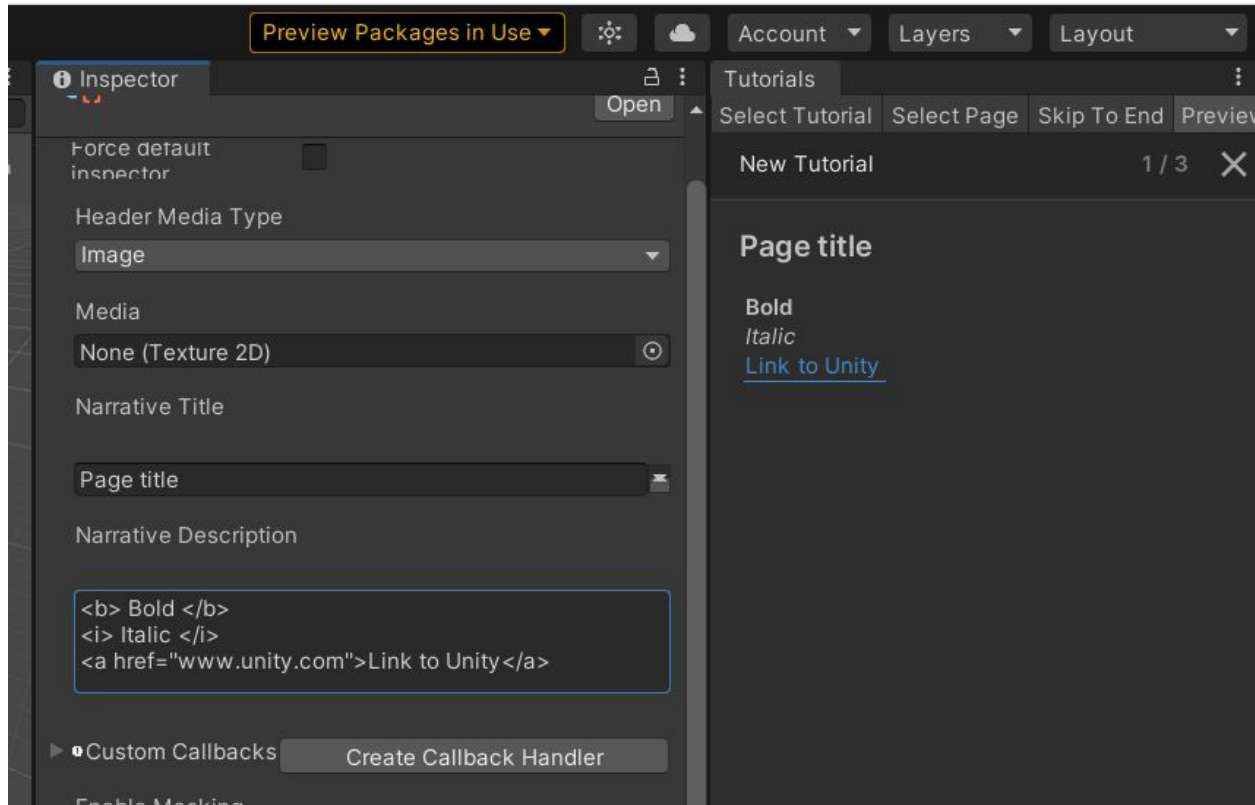 Preview Packages in Use
Account
Layers
Layout
Inspector
Open
Force default
inspector
Header Media Type
Image
Media
None (Texture 2D)
Narrative Title
Page title
Narrative Description
<b> Bold </b>
<i> Italic </i>
<a href="www.unity.com">Link to Unity</a>
Custom Callbacks
Create Callback Handler
Enable Masking
Tutorials
Select Tutorial
Select Page
Skip To End
Preview
New Tutorial
1 / 3
Page title
Bold
Italic
Link to Unity